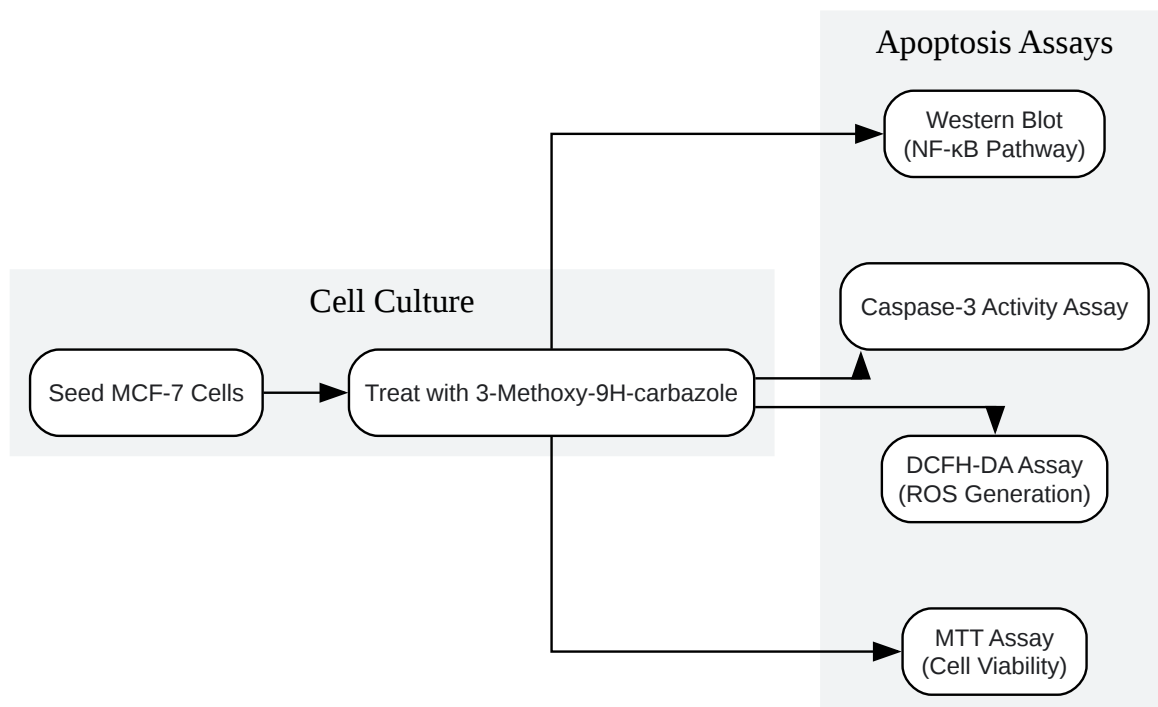 Cell Culture
Seed MCF-7 Cells
Treat with 3-Methoxy-9H-carbazole
Apoptosis Assays
Western Blot
(NF-κB Pathway)
Caspase-3 Activity Assay
DCFH-DA Assay
(ROS Generation)
MTT Assay
(Cell Viability)